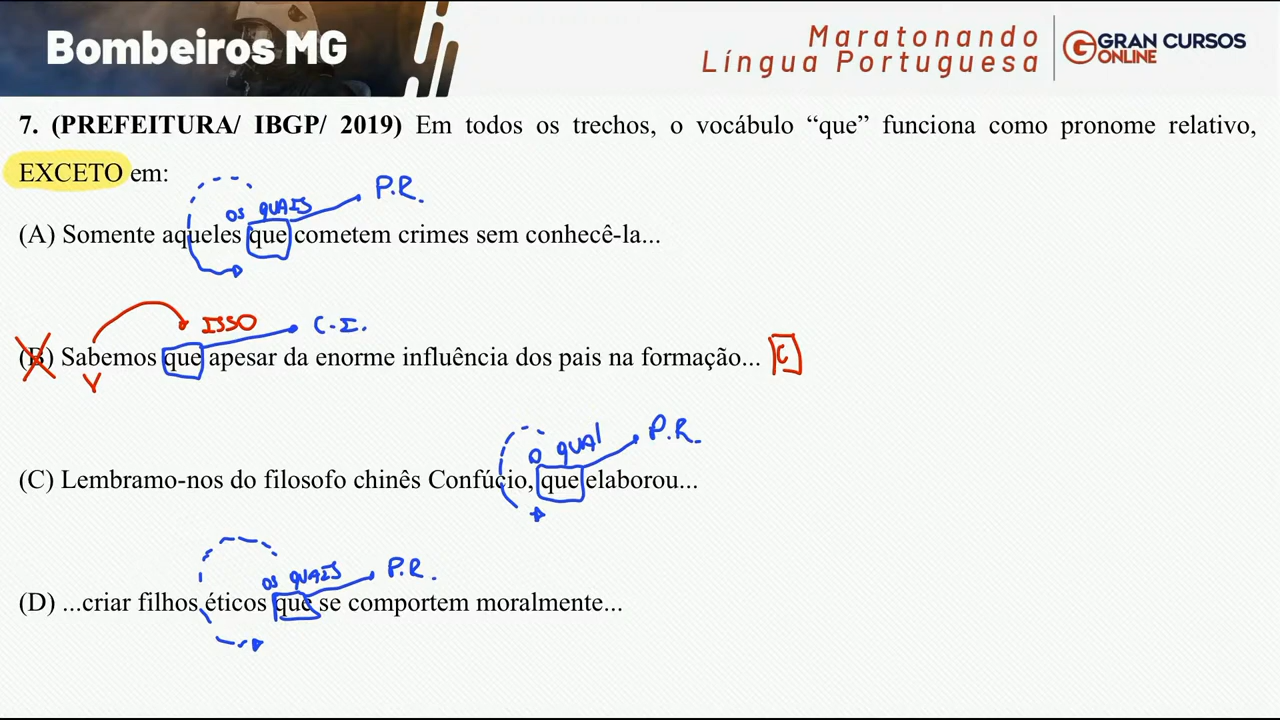 Bombeiros MG
Maratonando
Língua Portuguesa
GRAN CURSOS
ONLINE
7. (PREFEITURA/ IBGP/ 2019) Em todos os trechos, o vocábulo “que” funciona como pronome relativo,
EXCETO em:
P.R.
OS QUAIS
(A) Somente aqueles que cometem crimes sem conhecê-la...
ISSO C.I.
(B) Sabemos que apesar da enorme influência dos pais na formação... C
V
O QUAL P.R.
(C) Lembramo-nos do filosofo chinês Confúcio, que elaborou...
OS QUAIS P.R.
(D) ...criar filhos éticos que se comportem moralmente...